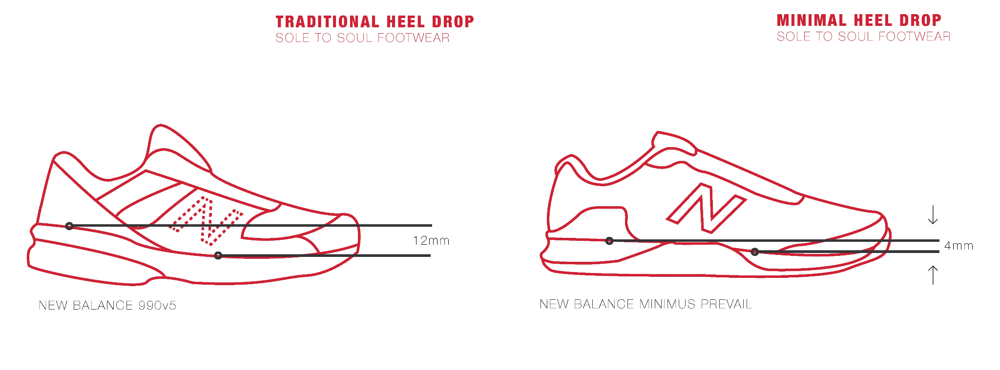 TRADITIONAL HEEL DROP
SOLE TO SOUL FOOTWEAR
12mm
NEW BALANCE 990v5
MINIMAL HEEL DROP
SOLE TO SOUL FOOTWEAR
N
4mm
NEW BALANCE MINIMUS PREVAIL